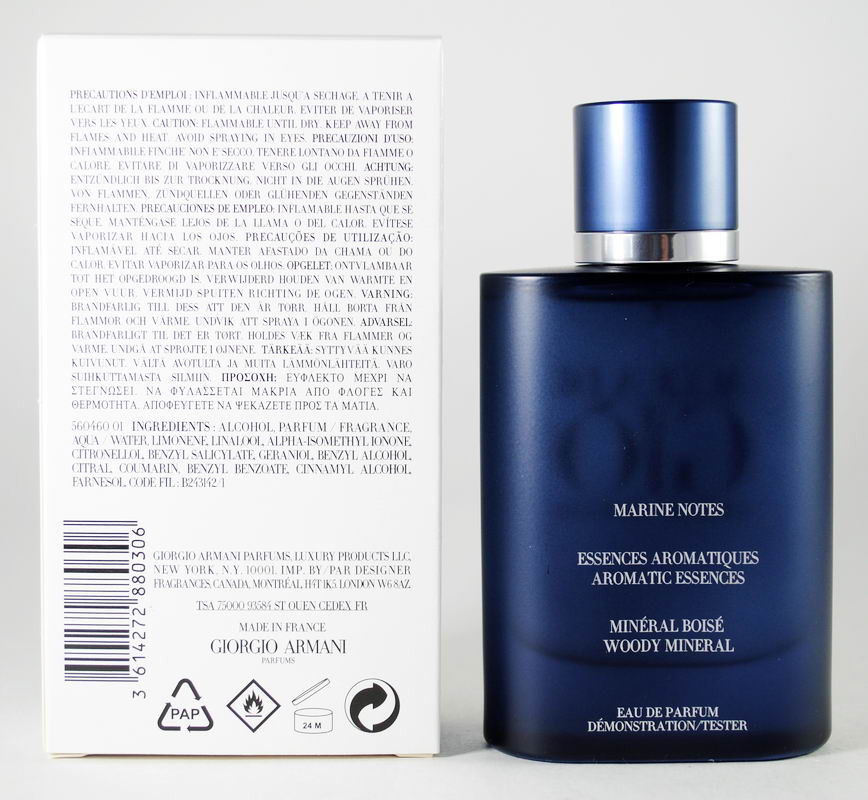 PRECAUTIONS D'EMPLOI : INFLAMMABLE JUSQU'A SECHAGE. A TENIR A
L'ECART DE LA FLAMME OU DE LA CHALEUR. EVITER DE VAPORISER
VERS LES YEUX. CAUTION: FLAMMABLE UNTIL DRY. KEEP AWAY FROM
FLAMES AND HEAT. AVOID SPRAYING IN EYES. PRECAUZIONI D'USO:
INFIAMMABILE FINCHE' NON E' SECCO. TENERE LONTANO DA FIAMME O
CALORE. EVITARE DI VAPORIZZARE VERSO GLI OCCHI. ACHTUNG:
ENTZÜNDLICH BIS ZUR TROCKNUNG. NICHT IN DIE AUGEN SPRÜHEN.
VON FLAMMEN, ZÜNDQUELLEN ODER GLÜHENDEN GEGENSTÄNDEN
FERNHALTEN. PRECAUCIONES DE EMPLEO: INFLAMABLE HASTA QUE SE
SEQUE. MANTÉNGASE LEJOS DE LA LLAMA O DEL CALOR. EVÍTESE
VAPORIZAR HACIA LOS OJOS. PRECAUÇÕES DE UTILIZAÇÃO:
INFLAMÁVEL ATÉ SECAR. MANTER AFASTADO DA CHAMA OU DO
CALOR. EVITAR VAPORIZAR PARA OS OLHOS. OPGELET: ONTVLAMBAAR
TOT HET OPGEDROOGD IS. VERWIJDERD HOUDEN VAN WARMTE EN
OPEN VUUR. VERMIJD SPUITEN RICHTING DE OGEN. VARNING:
BRANDFARLIG TILL DESS ATT DEN ÄR TORR. HÅLL BORTA FRÅN
FLAMMOR OCH VÄRME. UNDVIK ATT SPRAYA I ÖGONEN. ADVARSEL:
BRANDFARLIGT TIL DET ER TØRT. HOLDES VÆK FRA FLAMMER OG
VARME. UNDGÅ AT SPRØJTE I ØJNENE. TÄRKEÄÄ: SYTTYVÄÄ KUNNES
KUIVUNUT. VÄLTÄ AVOTULTA JA MUITA LÄMMÖNLÄHTEITÄ. VARO
SUIHKUTTAMASTA SILMIIN. ΠΡΟΣΟΧΗ: ΕΥΦΛΕΚΤΟ ΜΕΧΡΙ ΝΑ
ΣΤΕΓΝΩΣΕΙ. ΝΑ ΦΥΛΑΣΣΕΤΑΙ ΜΑΚΡΙΑ ΑΠΟ ΦΛΟΓΕΣ ΚΑΙ
ΘΕΡΜΟΤΗΤΑ. ΑΠΟΦΕΥΓΕΤΕ ΝΑ ΨΕΚΑΖΕΤΕ ΠΡΟΣ ΤΑ ΜΑΤΙΑ.
560460 01 INGREDIENTS : ALCOHOL, PARFUM / FRAGRANCE,
AQUA / WATER, LIMONENE, LINALOOL, ALPHA-ISOMETHYL IONONE,
CITRONELLOL, BENZYL SALICYLATE, GERANIOL, BENZYL ALCOHOL,
CITRAL, COUMARIN, BENZYL BENZOATE, CINNAMYL ALCOHOL,
FARNESOL. CODE FIL : B243142/1
3 614272 880306
GIORGIO ARMANI PARFUMS, LUXURY PRODUCTS LLC,
NEW YORK, N.Y. 10001. IMP. BY/PAR DESIGNER
FRAGRANCES, CANADA, MONTRÉAL, H4T 1K5. LONDON W6 8AZ.
TSA 75000 93584 ST OUEN CEDEX FR
MADE IN FRANCE
GIORGIO ARMANI
PARFUMS
PAP
24 M
GIO
MARINE NOTES
ESSENCES AROMATIQUES
AROMATIC ESSENCES
MINÉRAL BOISÉ
WOODY MINERAL
EAU DE PARFUM
DÉMONSTRATION/TESTER